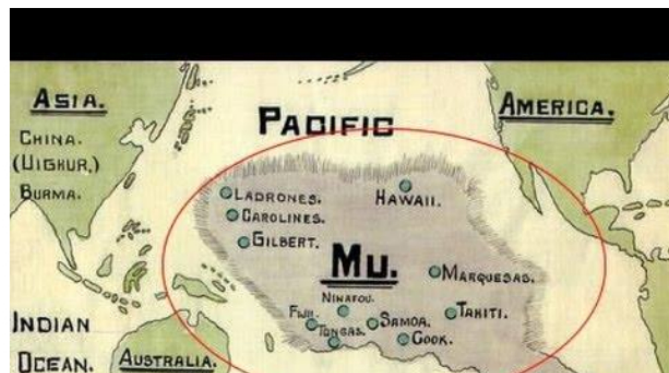 ASIA.
CHINA.
(UIGHUR,)
BURMA.
PACIFIC
AMERICA.
LADRONES.
HAWAII.
CAROLINES.
GILBERT.
MU.
MARQUESAS.
NINAFOU.
FIJI.
TONGAS.
SAMOA.
TAHITI.
COOK.
INDIAN
OCEAN.
AUSTRALIA.